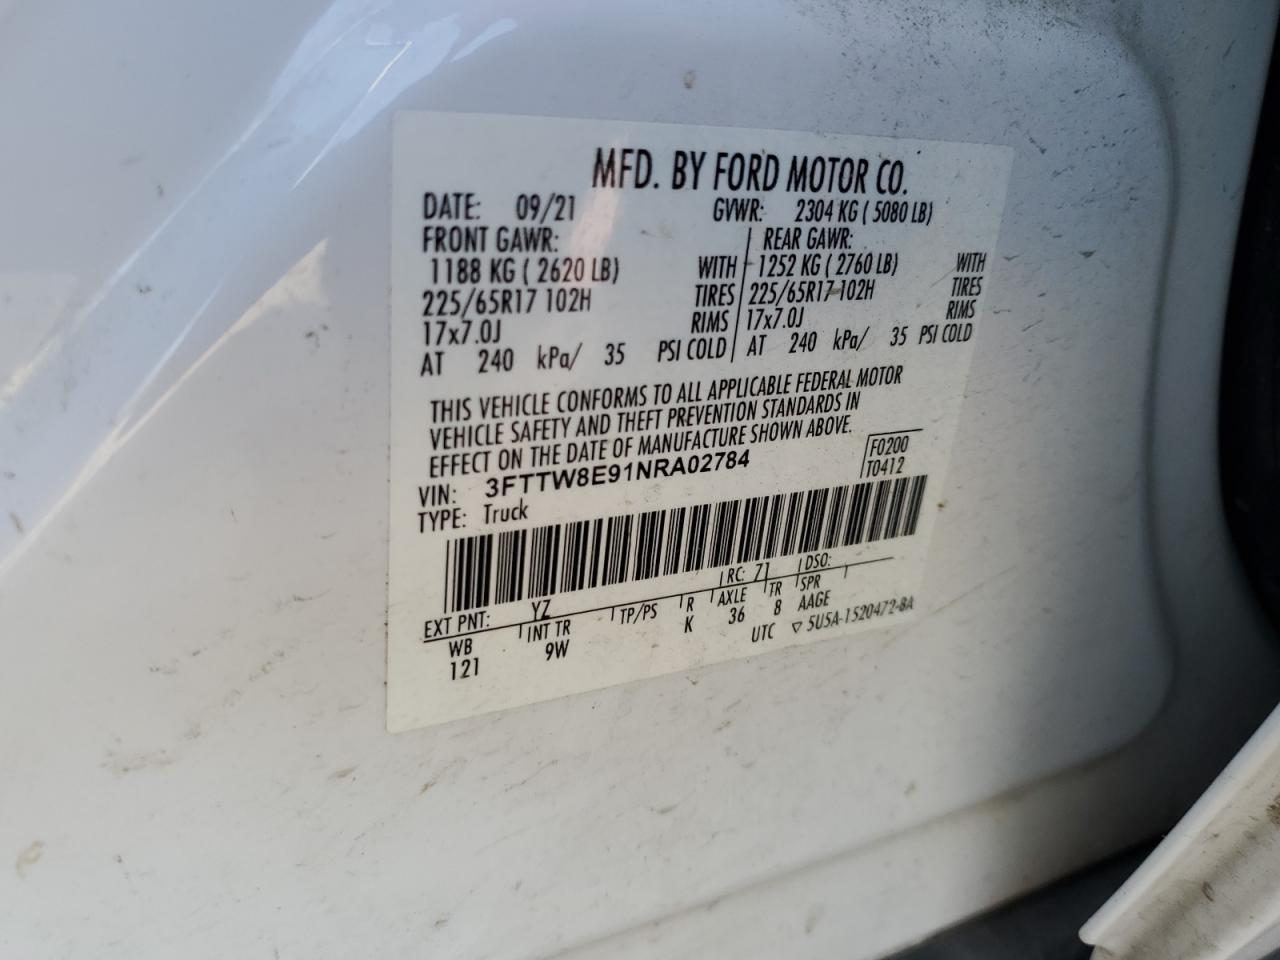 MFD. BY FORD MOTOR CO.
DATE: 09/21 GVWR: 2304 KG ( 5080 LB)
FRONT GAWR: REAR GAWR:
1188 KG ( 2620 LB) WITH 1252 KG ( 2760 LB) WITH
225/65R17 102H TIRES 225/65R17 102H TIRES
17x7.0J RIMS 17x7.0J RIMS
AT 240 kPa/ 35 PSI COLD AT 240 kPa/ 35 PSI COLD
THIS VEHICLE CONFORMS TO ALL APPLICABLE FEDERAL MOTOR
VEHICLE SAFETY AND THEFT PREVENTION STANDARDS IN
EFFECT ON THE DATE OF MANUFACTURE SHOWN ABOVE.
F0200
VIN: 3FTTW8E91NRA02784 T0412
TYPE: Truck
EXT PNT: YZ RC: 71 DSO:
WB INT TR TP/PS R AXLE TR SPR
121 9W K 36 8 AAGE
UTC ▽ 5U5A-1520472-BA